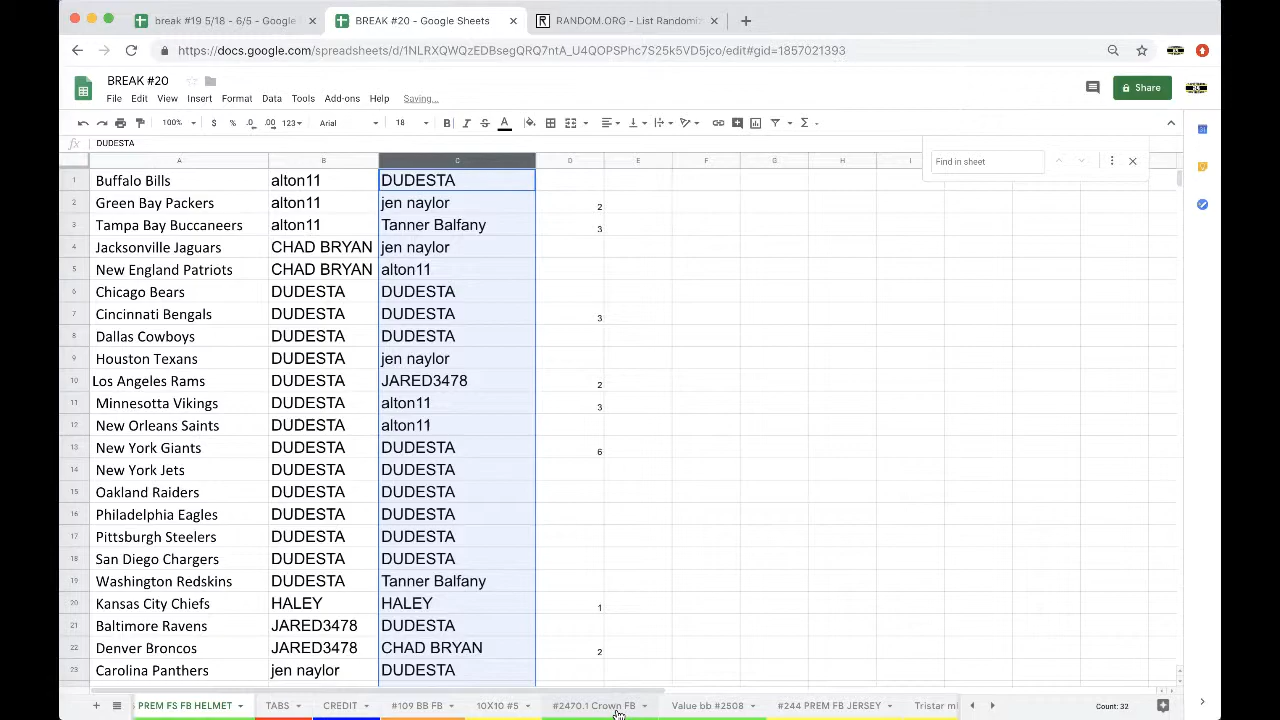 break #19 5/18 - 6/5 - Google
BREAK #20 - Google Sheets
RANDOM.ORG - List Randomis
https://docs.google.com/spreadsheets/d/1NLRXQWQzEDBsegQRQ7ntA_U4QOPSPhc7S25k5VD5jco/edit#gid=1857021393
BREAK #20
File Edit View Insert Format Data Tools Add-ons Help Saving...
Share
100% $ % .0 .00 123 Arial 18 B I S A
fx DUDESTA
Find in sheet
A B C D E F G H I
1 Buffalo Bills alton11 DUDESTA
2 Green Bay Packers alton11 jen naylor 2
3 Tampa Bay Buccaneers alton11 Tanner Balfany 3
4 Jacksonville Jaguars CHAD BRYAN jen naylor
5 New England Patriots CHAD BRYAN alton11
6 Chicago Bears DUDESTA DUDESTA
7 Cincinnati Bengals DUDESTA DUDESTA 3
8 Dallas Cowboys DUDESTA DUDESTA
9 Houston Texans DUDESTA jen naylor
10 Los Angeles Rams DUDESTA JARED3478 2
11 Minnesotta Vikings DUDESTA alton11 3
12 New Orleans Saints DUDESTA alton11
13 New York Giants DUDESTA DUDESTA 6
14 New York Jets DUDESTA DUDESTA
15 Oakland Raiders DUDESTA DUDESTA
16 Philadelphia Eagles DUDESTA DUDESTA
17 Pittsburgh Steelers DUDESTA DUDESTA
18 San Diego Chargers DUDESTA DUDESTA
19 Washington Redskins DUDESTA Tanner Balfany
20 Kansas City Chiefs HALEY HALEY 1
21 Baltimore Ravens JARED3478 DUDESTA
22 Denver Broncos JARED3478 CHAD BRYAN 2
23 Carolina Panthers jen naylor DUDESTA
PREM FS FB HELMET TABS CREDIT #109 BB FB 10X10 #5 #2470.1 Crown FB Value bb #2508 #244 PREM FB JERSEY Tristar mi Count: 32